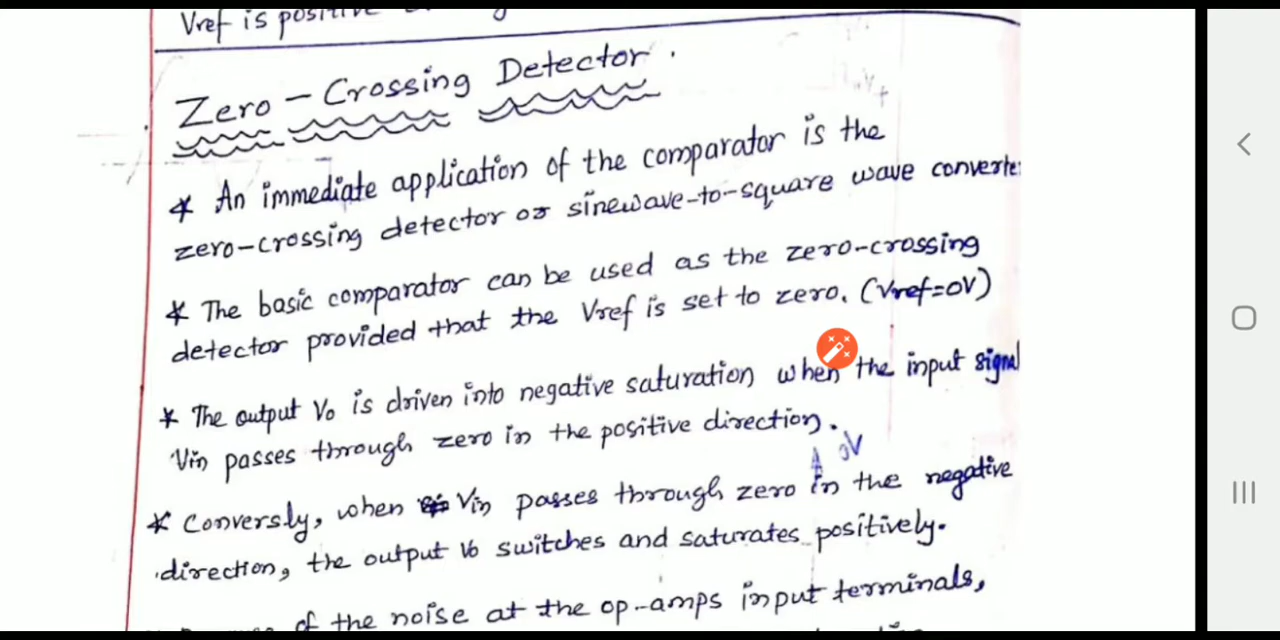 Vref is positive
Zero - Crossing Detector.
* An immediate application of the comparator is the
zero-crossing detector or sinewave-to-square wave converte
* The basic comparator can be used as the zero-crossing
detector provided that the Vref is set to zero. (Vref=0V)
* The output Vo is driven into negative saturation when the input signal
Vin passes through zero in the positive direction.
0V
* Conversly, when Vin passes through zero in the negative
direction, the output Vo switches and saturates positively.
of the noise at the op-amps input terminals,